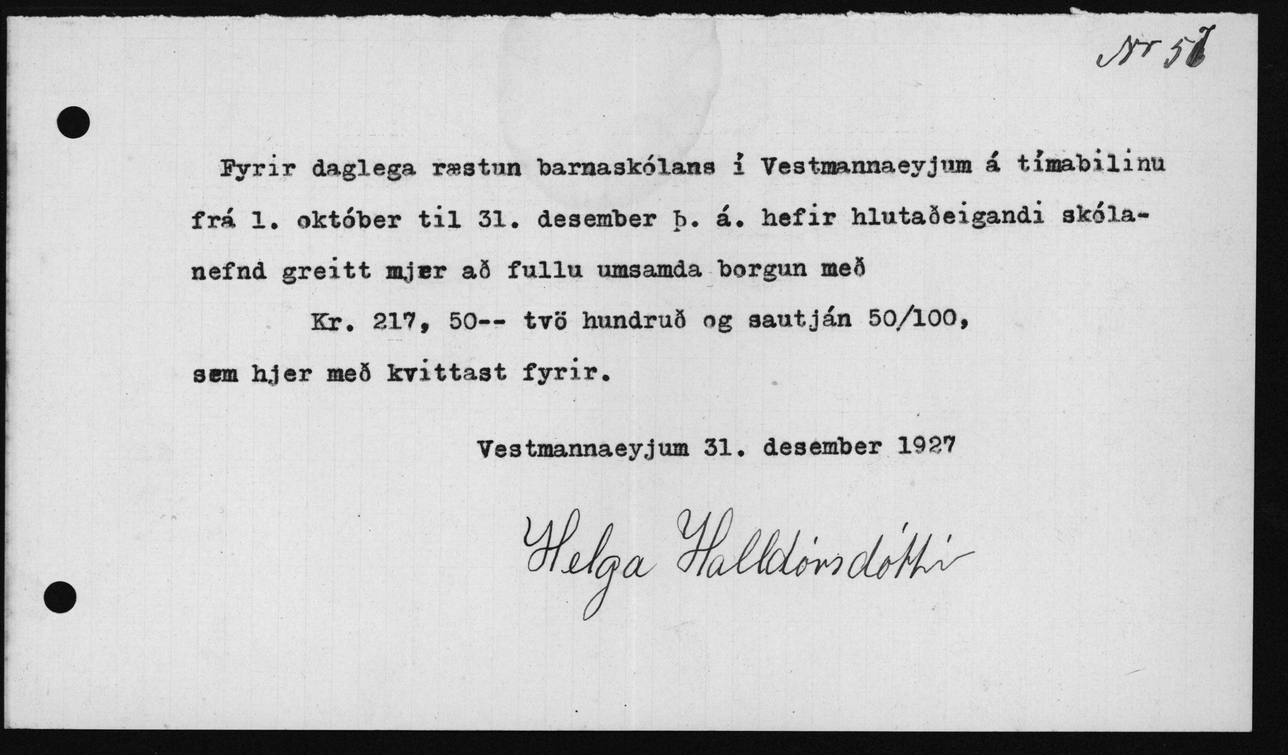 Nr 57
Fyrir daglega ræstun barnaskólans í Vestmannaeyjum á tímabilinu
frá 1. október til 31. desember þ. á. hefir hlutaðeigandi skóla-
nefnd greitt mjer að fullu umsamda borgun með
Kr. 217, 50-- tvö hundruð og sautján 50/100,
sem hjer með kvittast fyrir.
Vestmannaeyjum 31. desember 1927
Helga Halldórsdóttir